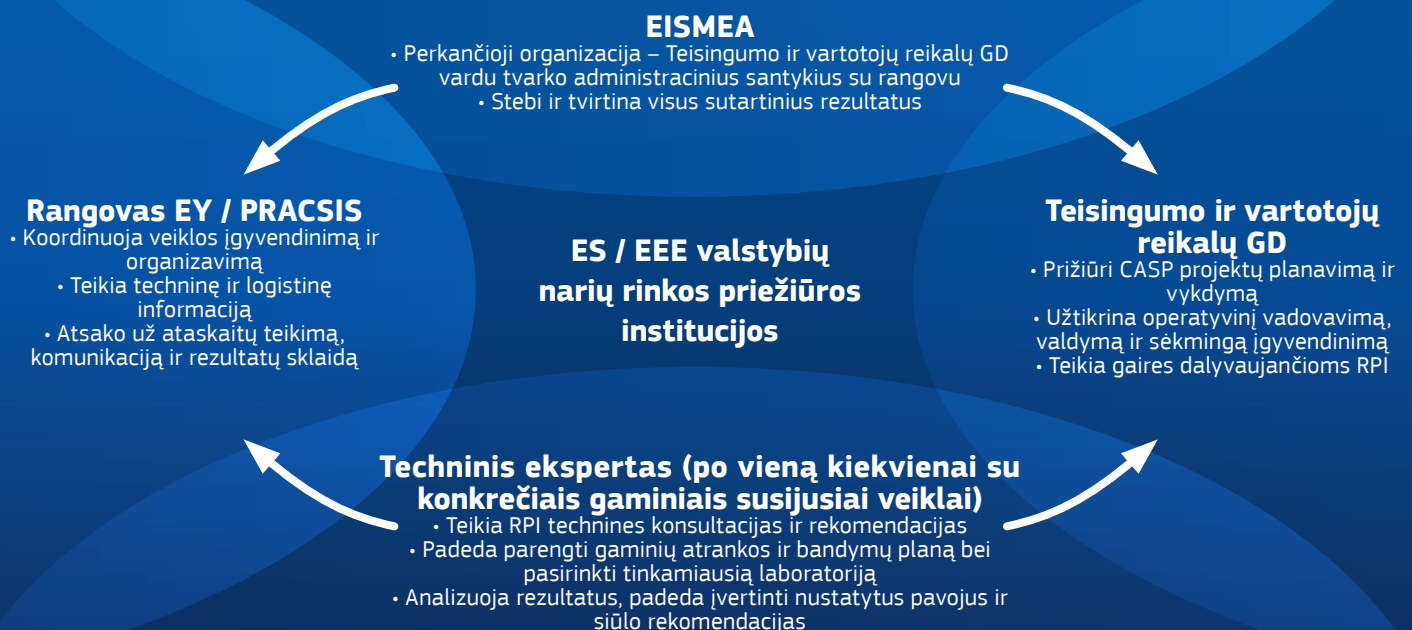 EISMEA
• Perkančioji organizacija – Teisingumo ir vartotojų reikalų GD
vardu tvarko administracinius santykius su rangovu
• Stebi ir tvirtina visus sutartinius rezultatus
Rangovas EY / PRACSIS
• Koordinuoja veiklos įgyvendinimą ir
organizavimą
• Teikia techninę ir logistinę
informaciją
• Atsako už ataskaitų teikimą,
komunikaciją ir rezultatų sklaidą
ES / EEE valstybių
narių rinkos priežiūros
institucijos
Teisingumo ir vartotojų
reikalų GD
• Prižiūri CASP projektų planavimą ir
vykdymą
• Užtikrina operatyvinį vadovavimą,
valdymą ir sėkmingą įgyvendinimą
• Teikia gaires dalyvaujančioms RPI
Techninis ekspertas (po vieną kiekvienai su
konkrečiais gaminiais susijusiai veiklai)
• Teikia RPI technines konsultacijas ir rekomendacijas
• Padeda parengti gaminių atrankos ir bandymų planą bei
pasirinkti tinkamiausią laboratoriją
• Analizuoja rezultatus, padeda įvertinti nustatytus pavojus ir
siūlo rekomendacijas